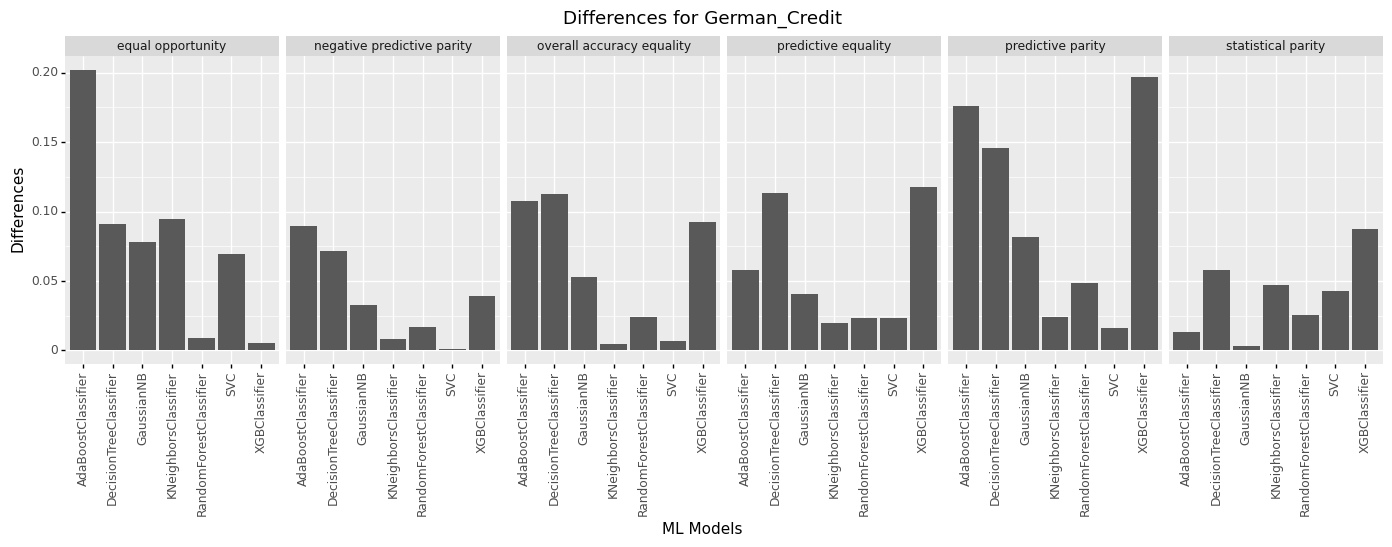 Differences for German_Credit
equal opportunity
negative predictive parity
overall accuracy equality
predictive equality
predictive parity
statistical parity
Differences
0.20
0.15
0.10
0.05
0
AdaBoostClassifier
DecisionTreeClassifier
GaussianNB
KNeighborsClassifier
RandomForestClassifier
SVC
XGBClassifier
AdaBoostClassifier
DecisionTreeClassifier
GaussianNB
KNeighborsClassifier
RandomForestClassifier
SVC
XGBClassifier
AdaBoostClassifier
DecisionTreeClassifier
GaussianNB
KNeighborsClassifier
RandomForestClassifier
SVC
XGBClassifier
AdaBoostClassifier
DecisionTreeClassifier
GaussianNB
KNeighborsClassifier
RandomForestClassifier
SVC
XGBClassifier
AdaBoostClassifier
DecisionTreeClassifier
GaussianNB
KNeighborsClassifier
RandomForestClassifier
SVC
XGBClassifier
AdaBoostClassifier
DecisionTreeClassifier
GaussianNB
KNeighborsClassifier
RandomForestClassifier
SVC
XGBClassifier
ML Models